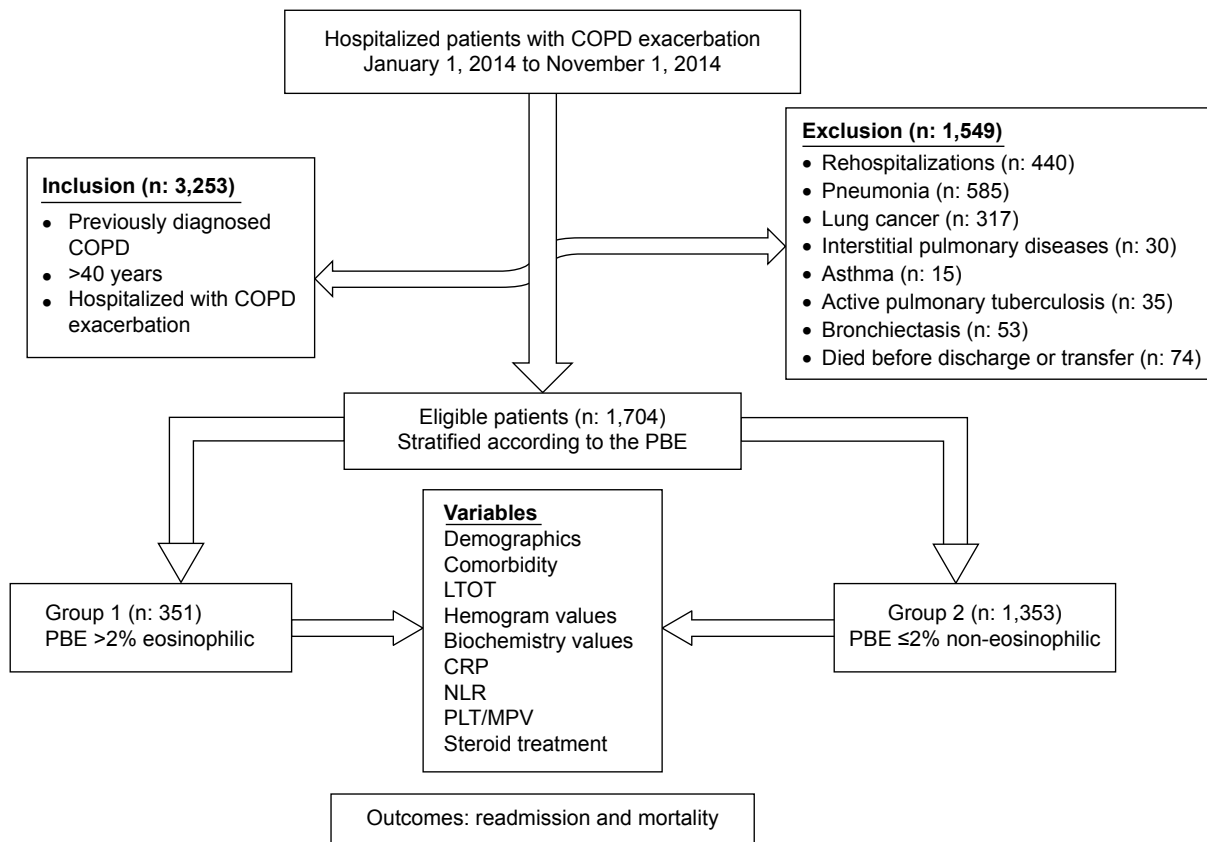 Hospitalized patients with COPD exacerbation
January 1, 2014 to November 1, 2014
Inclusion (n: 3,253)
• Previously diagnosed
COPD
• >40 years
• Hospitalized with COPD
exacerbation
Exclusion (n: 1,549)
• Rehospitalizations (n: 440)
• Pneumonia (n: 585)
• Lung cancer (n: 317)
• Interstitial pulmonary diseases (n: 30)
• Asthma (n: 15)
• Active pulmonary tuberculosis (n: 35)
• Bronchiectasis (n: 53)
• Died before discharge or transfer (n: 74)
Eligible patients (n: 1,704)
Stratified according to the PBE
Group 1 (n: 351)
PBE >2% eosinophilic
Variables
Demographics
Comorbidity
LTOT
Hemogram values
Biochemistry values
CRP
NLR
PLT/MPV
Steroid treatment
Group 2 (n: 1,353)
PBE ≤2% non-eosinophilic
Outcomes: readmission and mortality